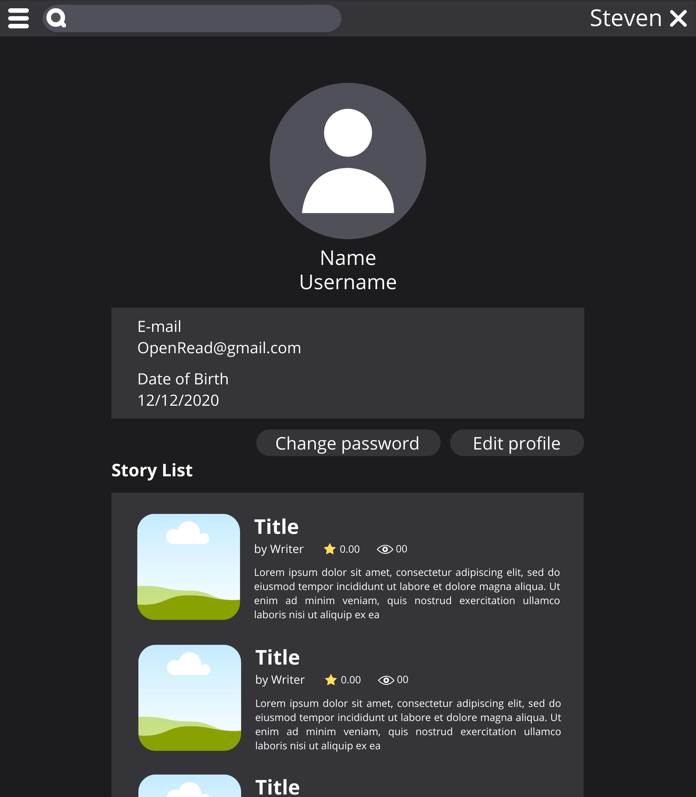 Steven
Name
Username
E-mail
OpenRead@gmail.com
Date of Birth
12/12/2020
Change password
Edit profile
Story List
Title
by Writer 0.00 00
Lorem ipsum dolor sit amet, consectetur adipiscing elit, sed do
eiusmod tempor incididunt ut labore et dolore magna aliqua. Ut
enim ad minim veniam, quis nostrud exercitation ullamco
laboris nisi ut aliquip ex ea
Title
by Writer 0.00 00
Lorem ipsum dolor sit amet, consectetur adipiscing elit, sed do
eiusmod tempor incididunt ut labore et dolore magna aliqua. Ut
enim ad minim veniam, quis nostrud exercitation ullamco
laboris nisi ut aliquip ex ea
Title